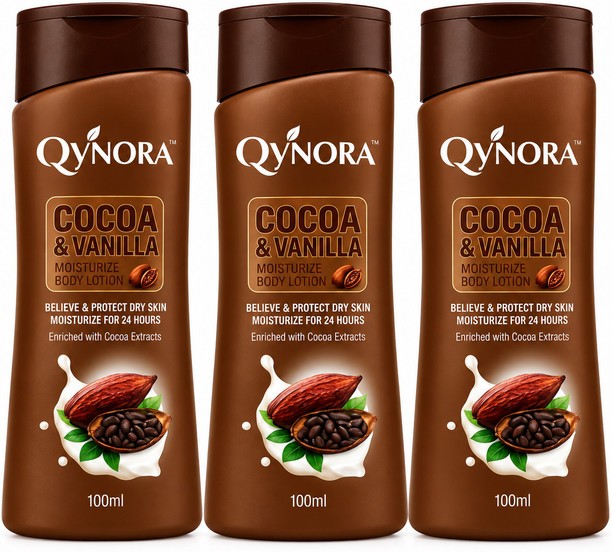 QYNORA™
COCOA
& VANILLA
MOISTURIZE
BODY LOTION
BELIEVE & PROTECT DRY SKIN
MOISTURIZE FOR 24 HOURS
Enriched with Cocoa Extracts
100ml
QYNORA™
COCOA
& VANILLA
MOISTURIZE
BODY LOTION
BELIEVE & PROTECT DRY SKIN
MOISTURIZE FOR 24 HOURS
Enriched with Cocoa Extracts
100ml
QYNORA™
COCOA
& VANILLA
MOISTURIZE
BODY LOTION
BELIEVE & PROTECT DRY SKIN
MOISTURIZE FOR 24 HOURS
Enriched with Cocoa Extracts
100ml